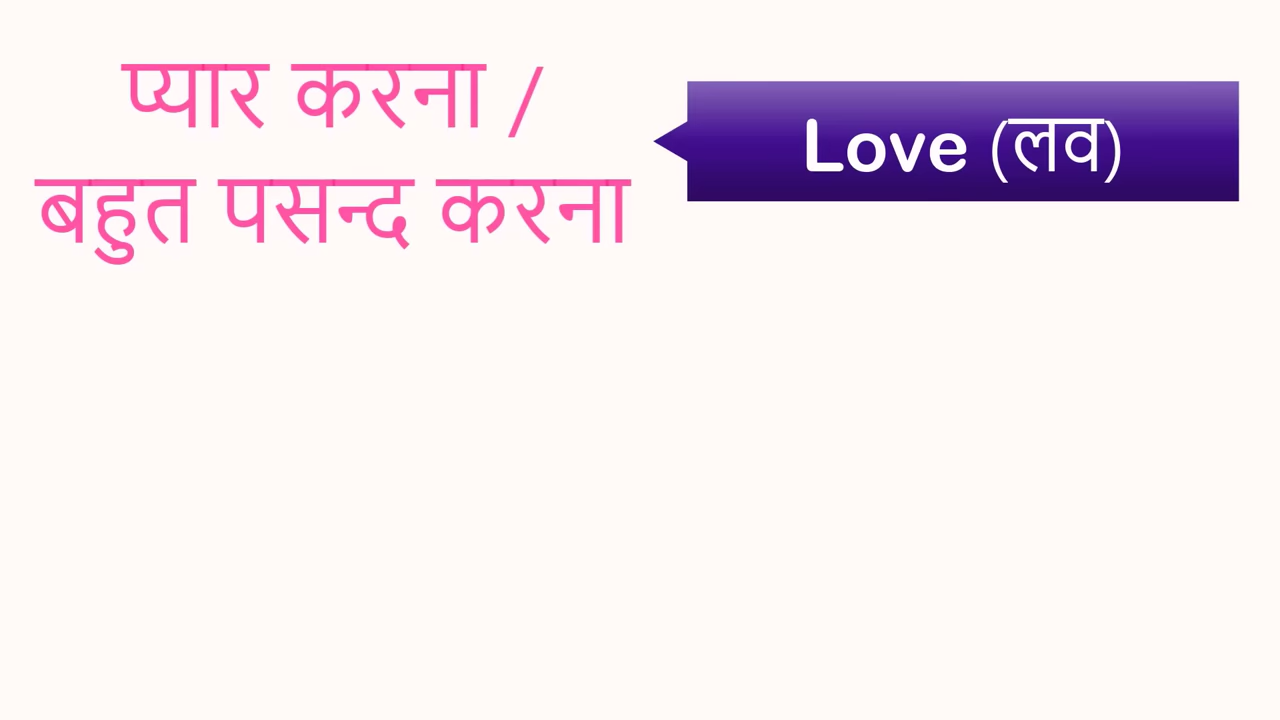 प्यार करना /
बहुत पसन्द करना
Love (लव)